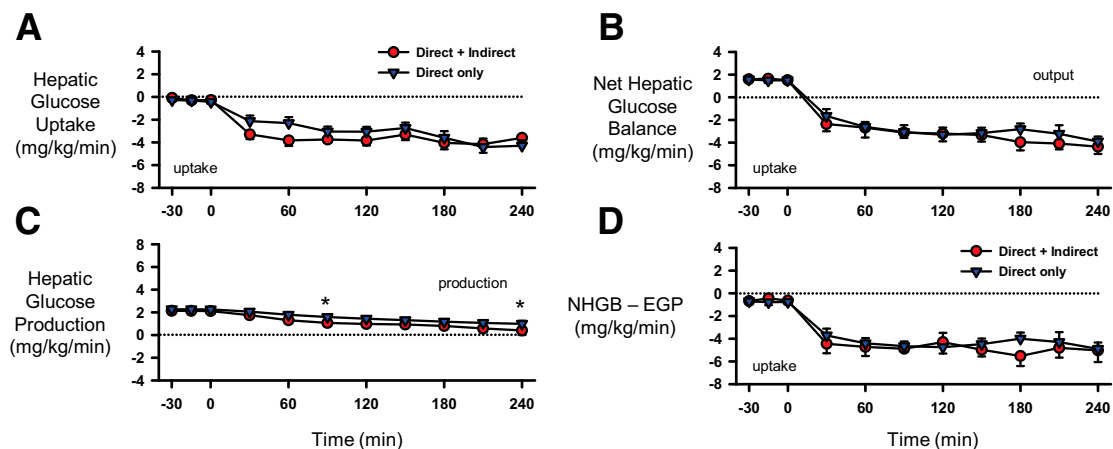 A
Hepatic
Glucose
Uptake
(mg/kg/min)
4
2
0
-2
-4
-6
-8
Direct + Indirect
Direct only
uptake
-30 0 60 120 180 240
B
Net Hepatic
Glucose
Balance
(mg/kg/min)
4
2
0
-2
-4
-6
-8
output
uptake
-30 0 60 120 180 240
C
Hepatic
Glucose
Production
(mg/kg/min)
8
6
4
2
0
-2
-4
production
* *
-30 0 60 120 180 240
Time (min)
D
NHGB – EGP
(mg/kg/min)
4
2
0
-2
-4
-6
-8
Direct + Indirect
Direct only
uptake
-30 0 60 120 180 240
Time (min)